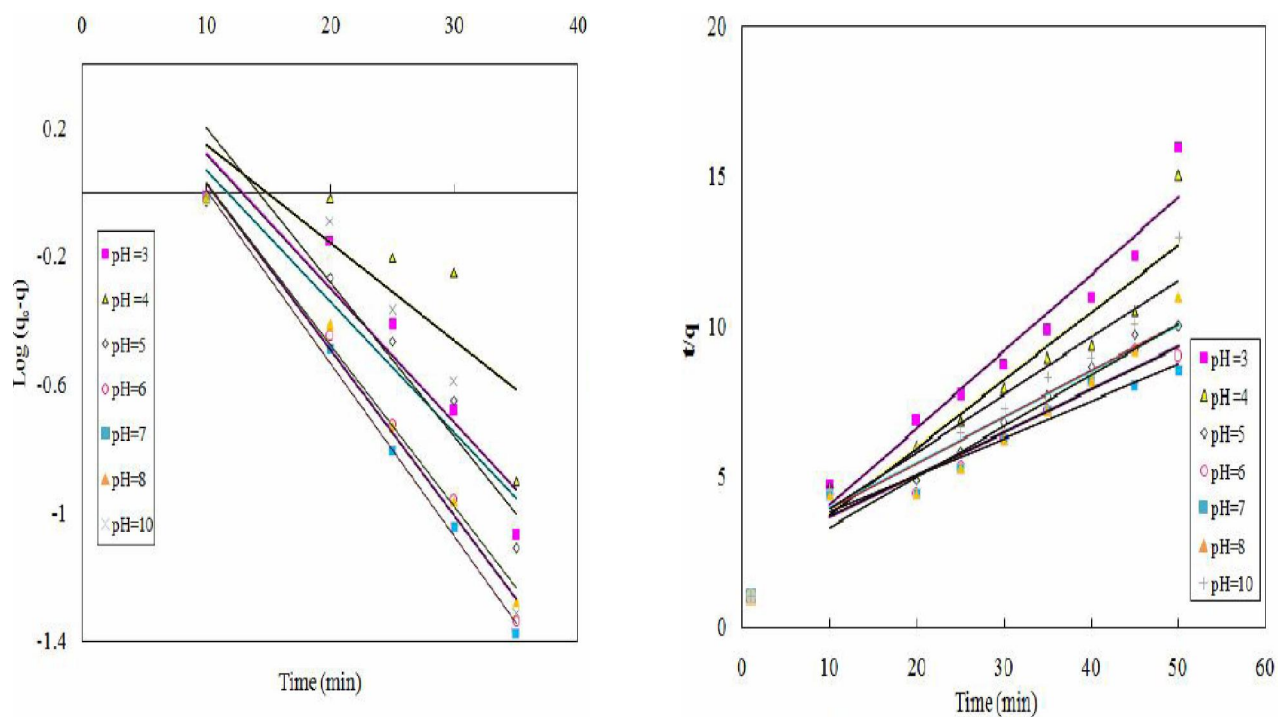 0 10 20 30 40
0.2
-0.2
-0.6
-1
-1.4
Log (qₑ-q)
pH=3
pH=4
pH=5
pH=6
pH=7
pH=8
pH=10
Time (min)
20
15
10
5
0
t/q
pH=3
pH=4
pH=5
pH=6
pH=7
pH=8
pH=10
0 10 20 30 40 50 60
Time (min)